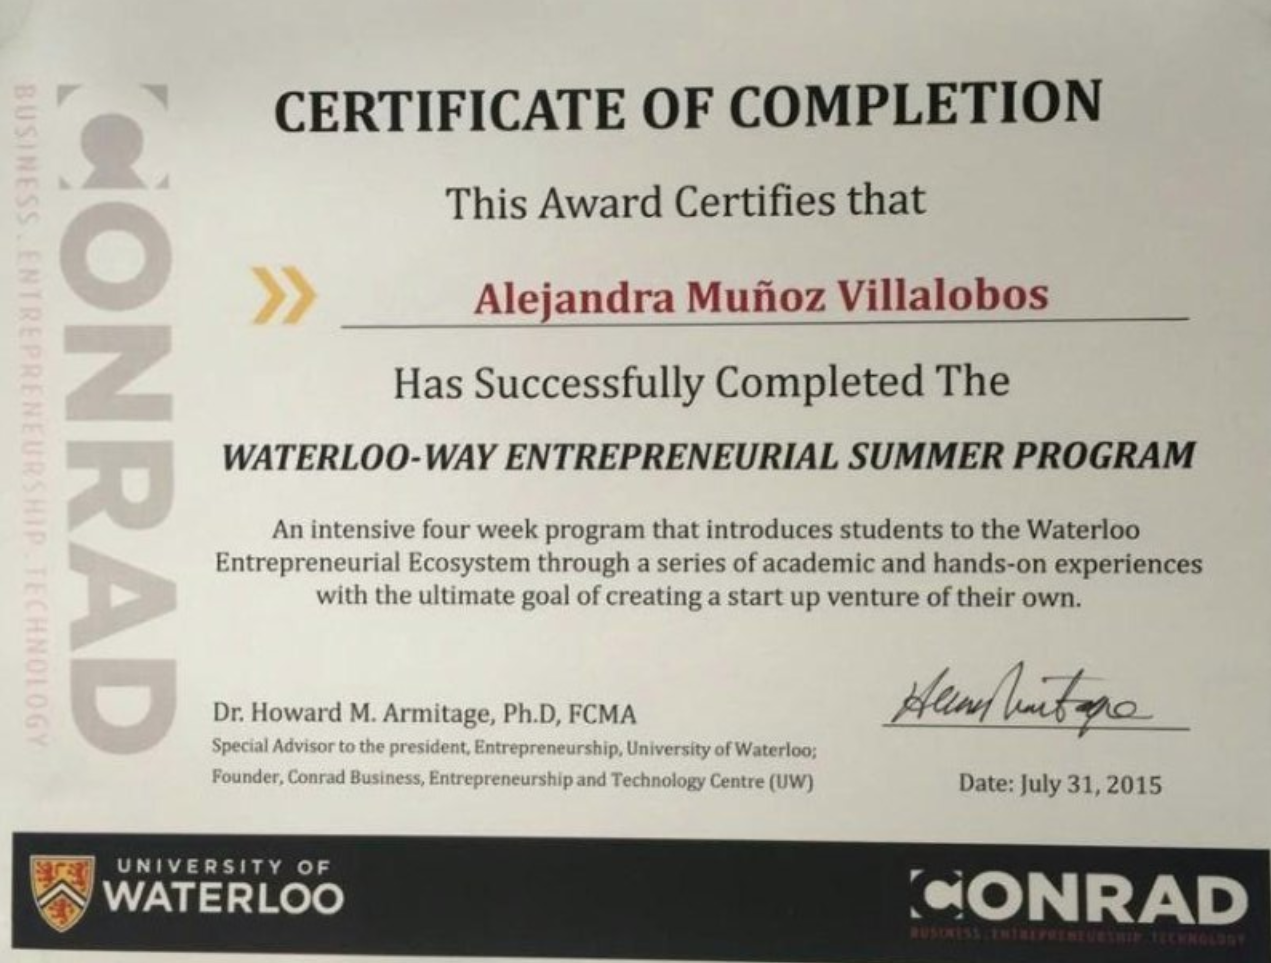 CERTIFICATE OF COMPLETION
This Award Certifies that
Alejandra Muñoz Villalobos
Has Successfully Completed The
WATERLOO-WAY ENTREPRENEURIAL SUMMER PROGRAM
An intensive four week program that introduces students to the Waterloo
Entrepreneurial Ecosystem through a series of academic and hands-on experiences
with the ultimate goal of creating a start up venture of their own.
Dr. Howard M. Armitage, Ph.D, FCMA
Special Advisor to the president, Entrepreneurship, University of Waterloo;
Founder, Conrad Business, Entrepreneurship and Technology Centre (UW)
Date: July 31, 2015
CONRAD
BUSINESS.ENTREPRENEURSHIP.TECHNOLOGY
UNIVERSITY OF
WATERLOO
CONRAD
BUSINESS.ENTREPRENEURSHIP.TECHNOLOGY